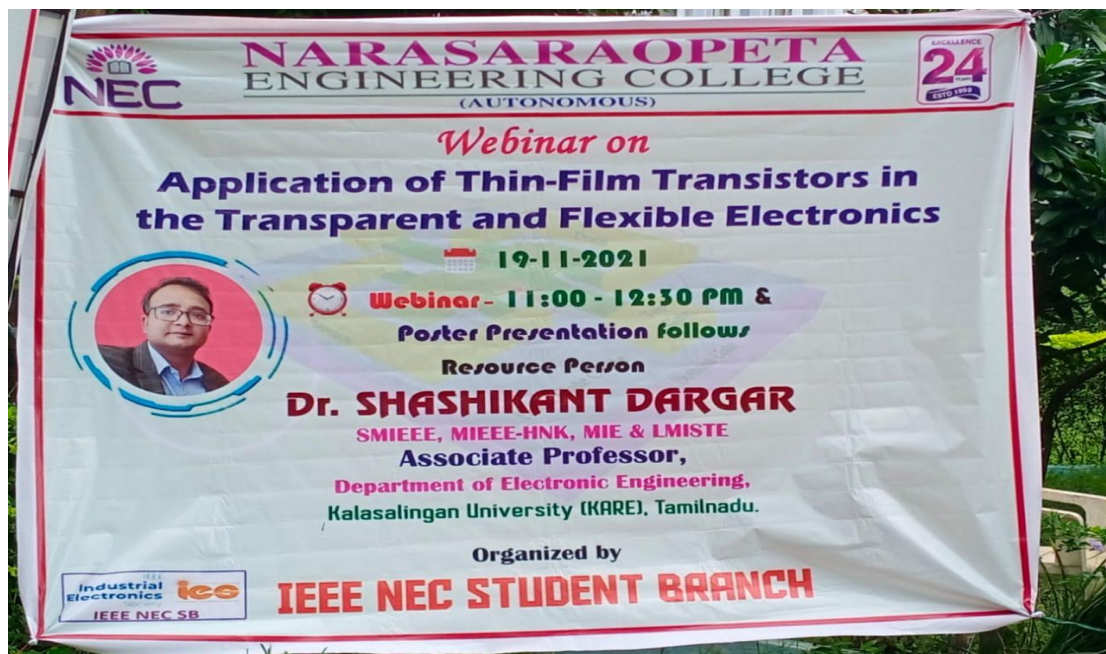 NEC
NARASARAOPETA
ENGINEERING COLLEGE
(AUTONOMOUS)
EXCELLENCE
24
YEARS
ESTD 1998
Webinar on
Application of Thin-Film Transistors in
the Transparent and Flexible Electronics
19-11-2021
Webinar - 11:00 - 12:30 PM &
Poster Presentation follows
Resource Person
Dr. SHASHIKANT DARGAR
SMIEEE, MIEEE-HNK, MIE & LMISTE
Associate Professor,
Department of Electronic Engineering,
Kalasalingan University (KARE), Tamilnadu.
Organized by
IEEE NEC STUDENT BRANCH
IEEE
Industrial
Electronics
Society
IEEE NEC SB